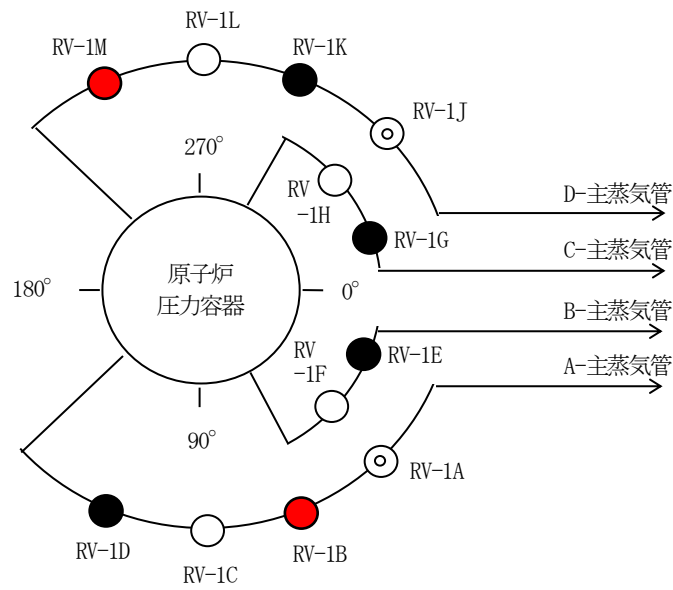 RV-1L
RV-1M
RV-1K
RV-1J
270°
RV
-1H
D-主蒸気管
RV-1G
C-主蒸気管
原子炉
圧力容器
180°
0°
B-主蒸気管
RV
-1F
RV-1E
A-主蒸気管
90°
RV-1A
RV-1D
RV-1B
RV-1C